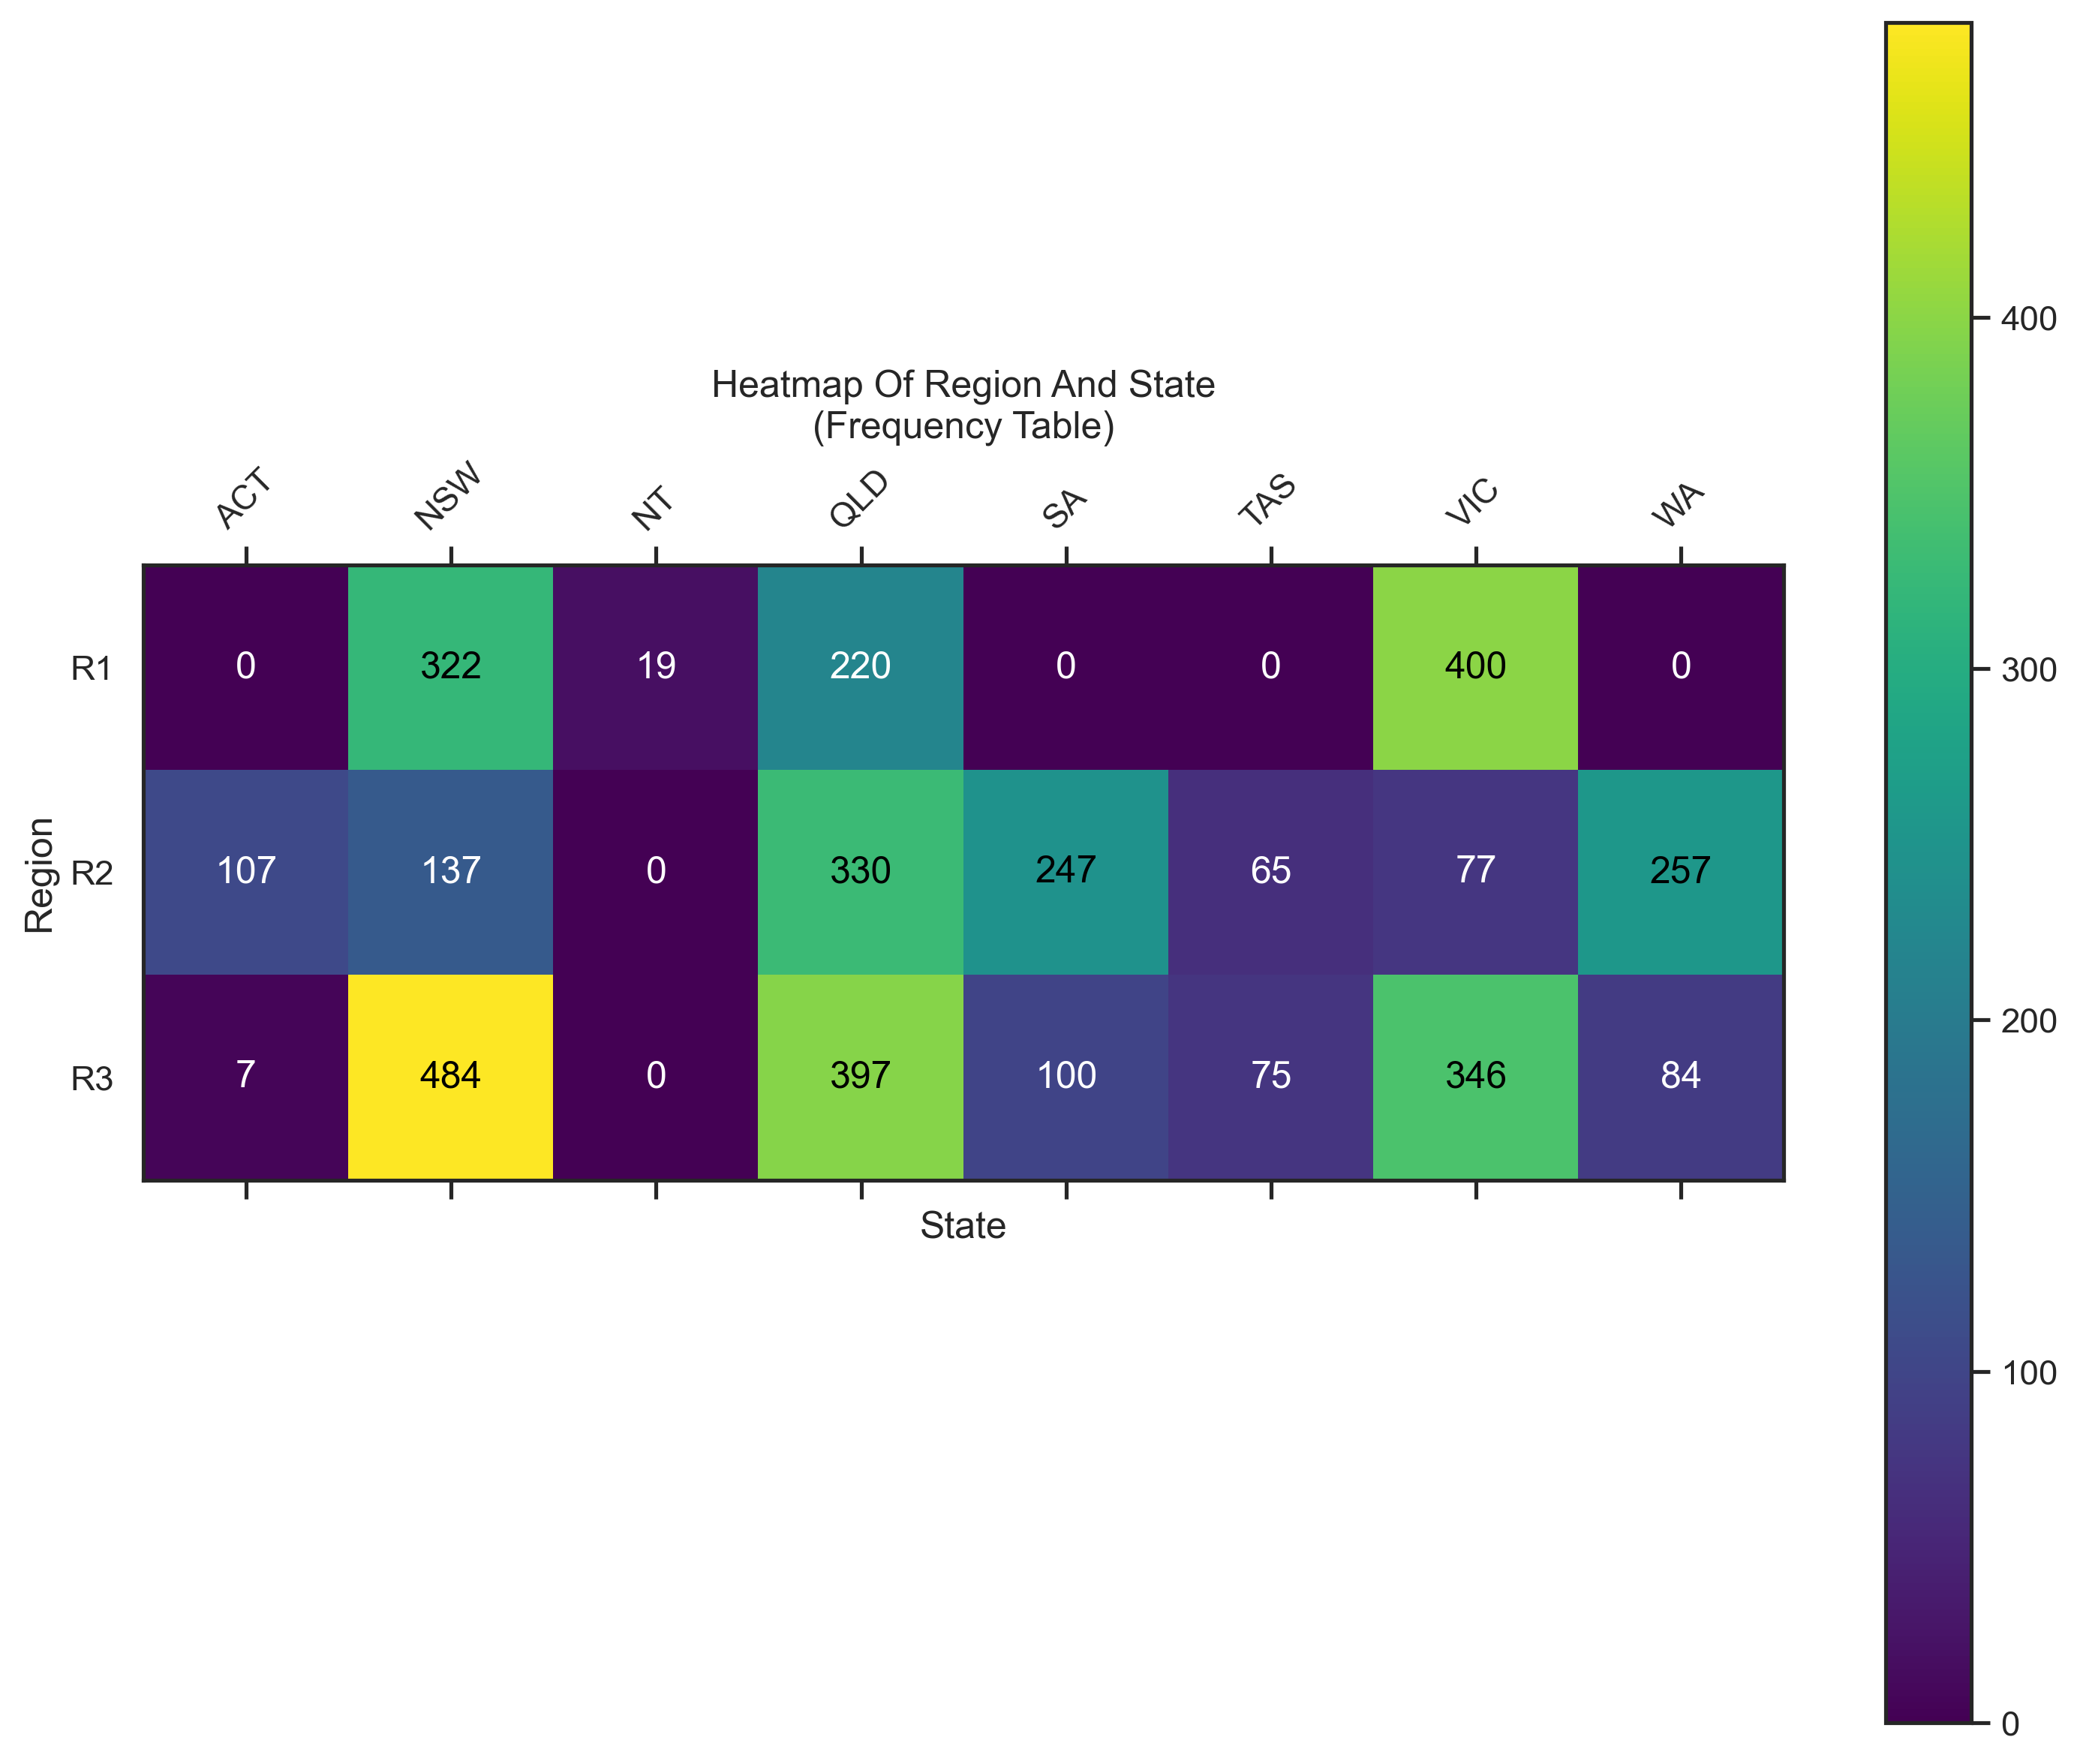 Heatmap Of Region And State
(Frequency Table)
ACT NSW NT QLD SA TAS VIC WA
R1 0 322 19 220 0 0 400 0
R2 107 137 0 330 247 65 77 257
R3 7 484 0 397 100 75 346 84
Region
State
400
300
200
100
0